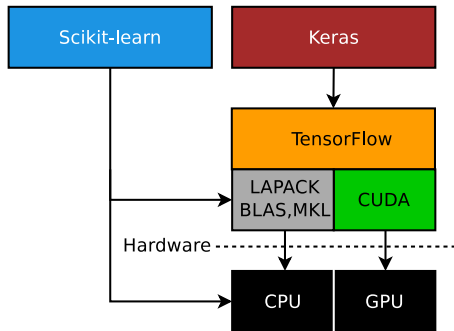 Scikit-learn
Keras
TensorFlow
LAPACK
BLAS,MKL
CUDA
Hardware
CPU
GPU